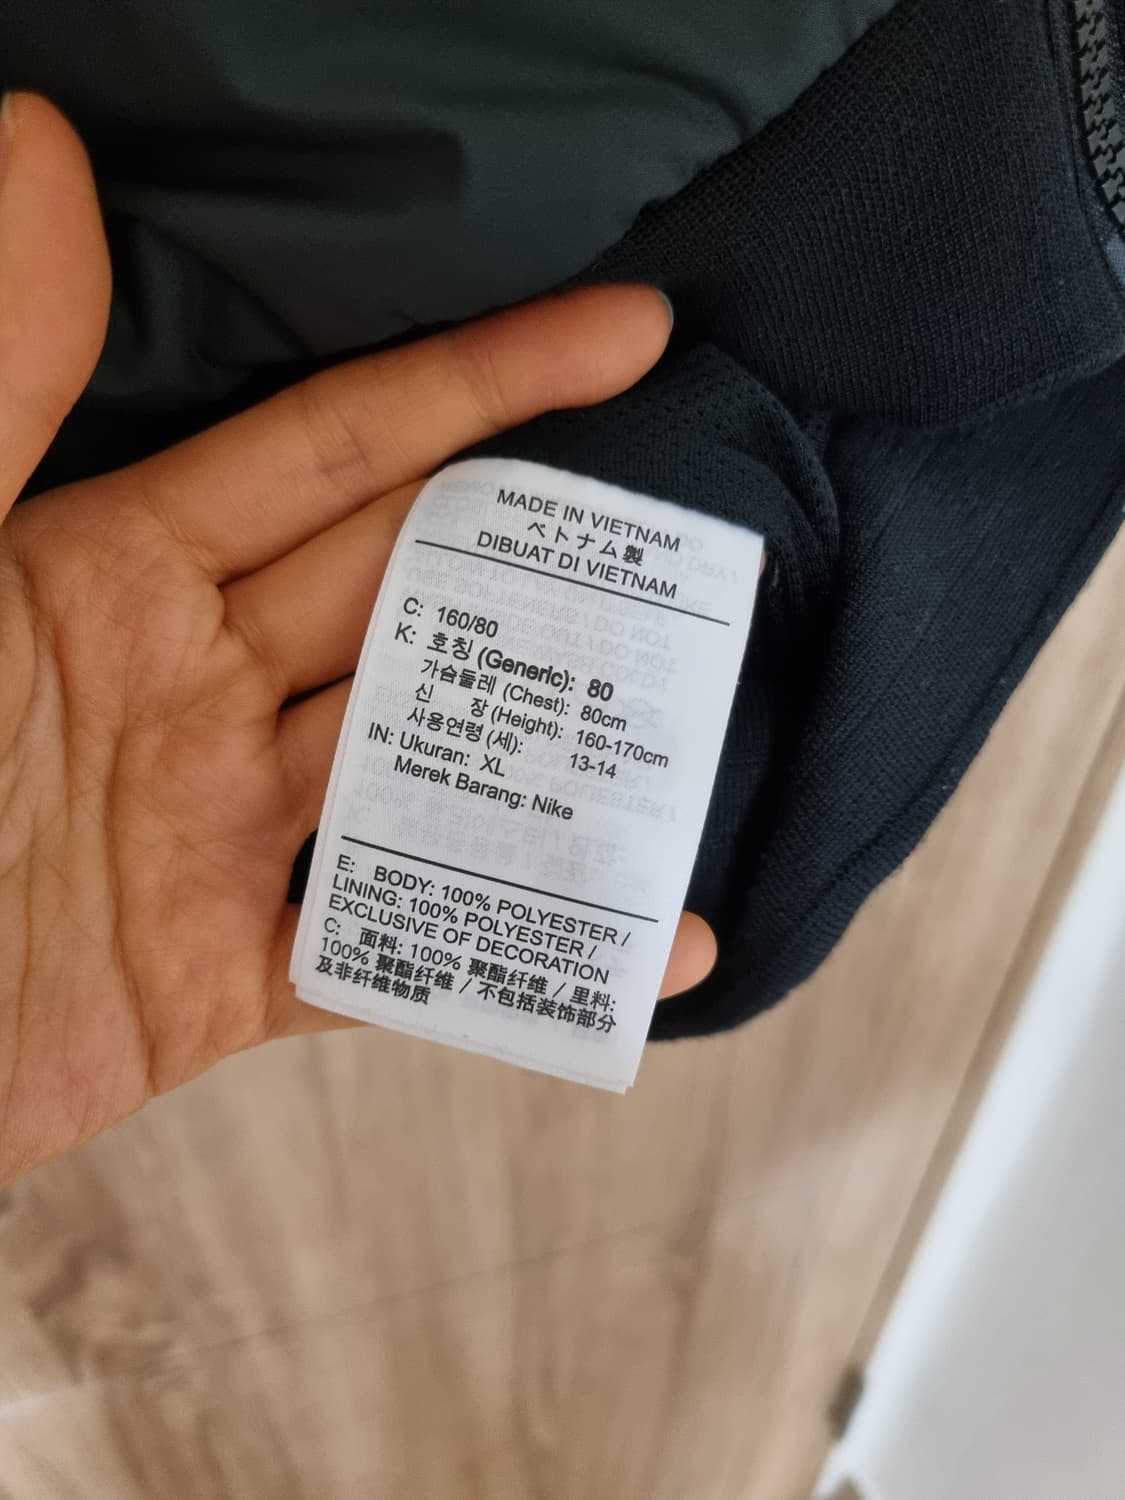 MADE IN VIETNAM
ベトナム製
DIBUAT DI VIETNAM
C: 160/80
K: 호칭 (Generic): 80
가슴둘레 (Chest): 80cm
신 장 (Height): 160-170cm
사용연령 (세): 13-14
IN: Ukuran: XL
Merek Barang: Nike
E: BODY: 100% POLYESTER /
LINING: 100% POLYESTER /
EXCLUSIVE OF DECORATION
C: 面料: 100% 聚酯纤维 / 里料:
100% 聚酯纤维 / 不包括装饰部分
及非纤维物质